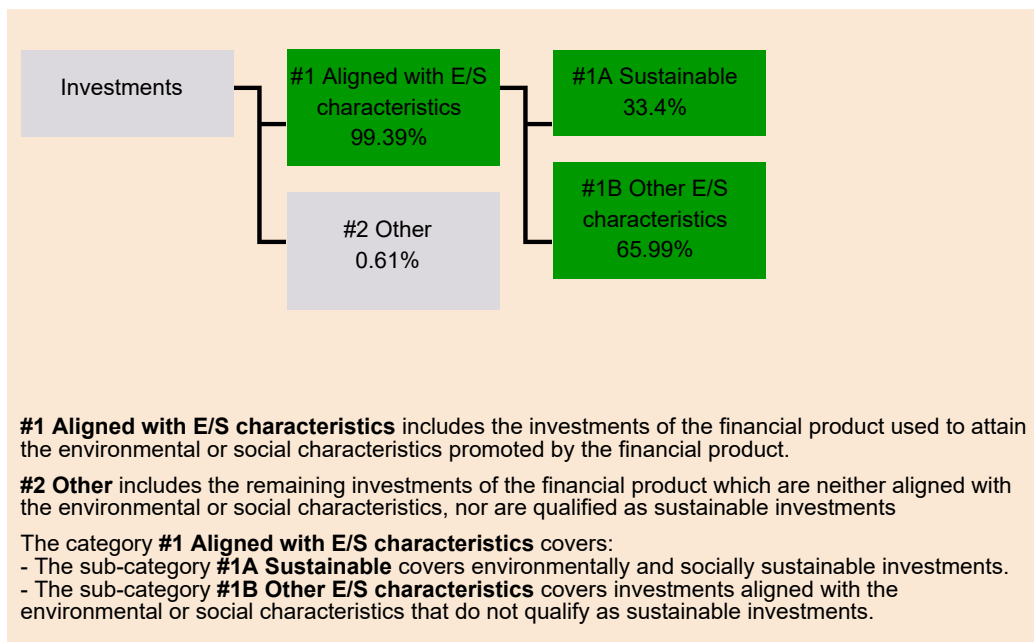 Investments
#1 Aligned with E/S
characteristics
99.39%
#1A Sustainable
33.4%
#2 Other
0.61%
#1B Other E/S
characteristics
65.99%
#1 Aligned with E/S characteristics includes the investments of the financial product used to attain
the environmental or social characteristics promoted by the financial product.
#2 Other includes the remaining investments of the financial product which are neither aligned with
the environmental or social characteristics, nor are qualified as sustainable investments
The category #1 Aligned with E/S characteristics covers:
- The sub-category #1A Sustainable covers environmentally and socially sustainable investments.
- The sub-category #1B Other E/S characteristics covers investments aligned with the
environmental or social characteristics that do not qualify as sustainable investments.